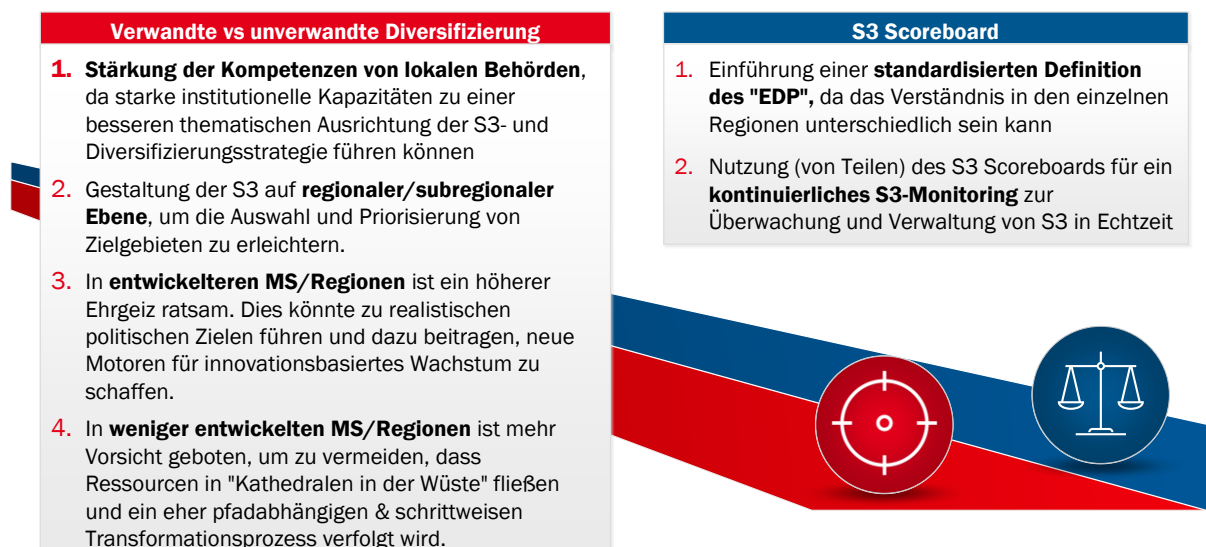 Verwandte vs unverwandte Diversifizierung
1. Stärkung der Kompetenzen von lokalen Behörden,
da starke institutionelle Kapazitäten zu einer
besseren thematischen Ausrichtung der S3- und
Diversifizierungsstrategie führen können
2. Gestaltung der S3 auf regionaler/subregionaler
Ebene, um die Auswahl und Priorisierung von
Zielgebieten zu erleichtern.
3. In entwickelteren MS/Regionen ist ein höherer
Ehrgeiz ratsam. Dies könnte zu realistischen
politischen Zielen führen und dazu beitragen, neue
Motoren für innovationsbasiertes Wachstum zu
schaffen.
4. In weniger entwickelten MS/Regionen ist mehr
Vorsicht geboten, um zu vermeiden, dass
Ressourcen in "Kathedralen in der Wüste" fließen
und ein eher pfadabhängigen & schrittweisen
Transformationsprozess verfolgt wird.
S3 Scoreboard
1. Einführung einer standardisierten Definition
des "EDP", da das Verständnis in den einzelnen
Regionen unterschiedlich sein kann
2. Nutzung (von Teilen) des S3 Scoreboards für ein
kontinuierliches S3-Monitoring zur
Überwachung und Verwaltung von S3 in Echtzeit